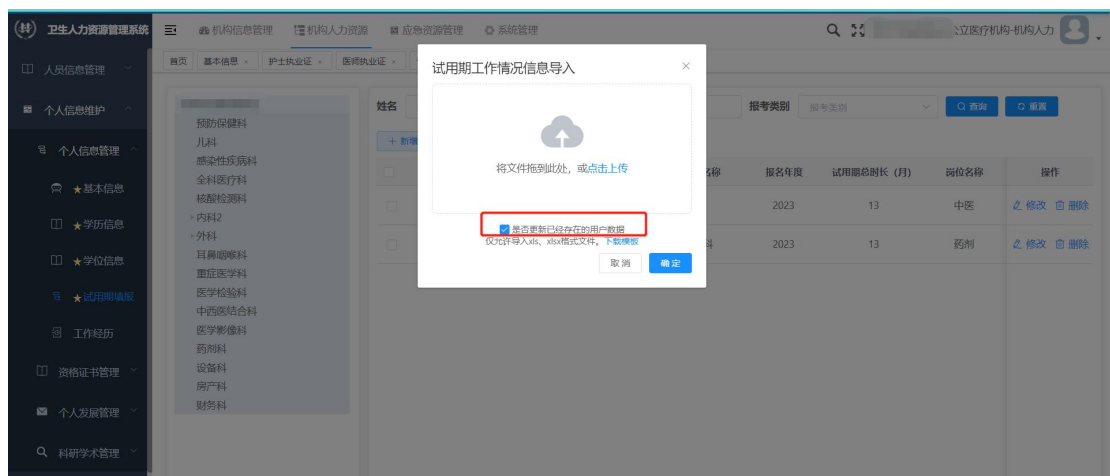 卫生人力资源管理系统 机构信息管理 机构人力资源 应急资源管理 系统管理 立医疗机构-机构人力
人员信息管理
个人信息维护
个人信息管理
★基本信息
★学历信息
★学位信息
★试用期填报
工作经历
资格证书管理
个人发展管理
科研学术管理
首页 基本信息 × 护士执业证 × 医师执业证 ×
预防保健科
儿科
感染性疾病科
全科医疗科
核酸检测科
内科2
外科
耳鼻咽喉科
重症医学科
医学检验科
中西医结合科
医学影像科
药剂科
设备科
房产科
财务科
姓名 报考类别 报考类别 查询 重置
+ 新增
名称 报名年度 试用期总时长(月) 岗位名称 操作
2023 13 中医 修改 删除
科 2023 13 药剂 修改 删除
试用期工作情况信息导入 ×
将文件拖到此处，或点击上传
是否更新已经存在的用户数据
仅允许导入xls、xlsx格式文件。下载模板
取消 确定